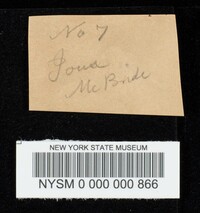 No 7
Iowa
McBride
NEW YORK STATE MUSEUM
NYSM 0 000 000 866